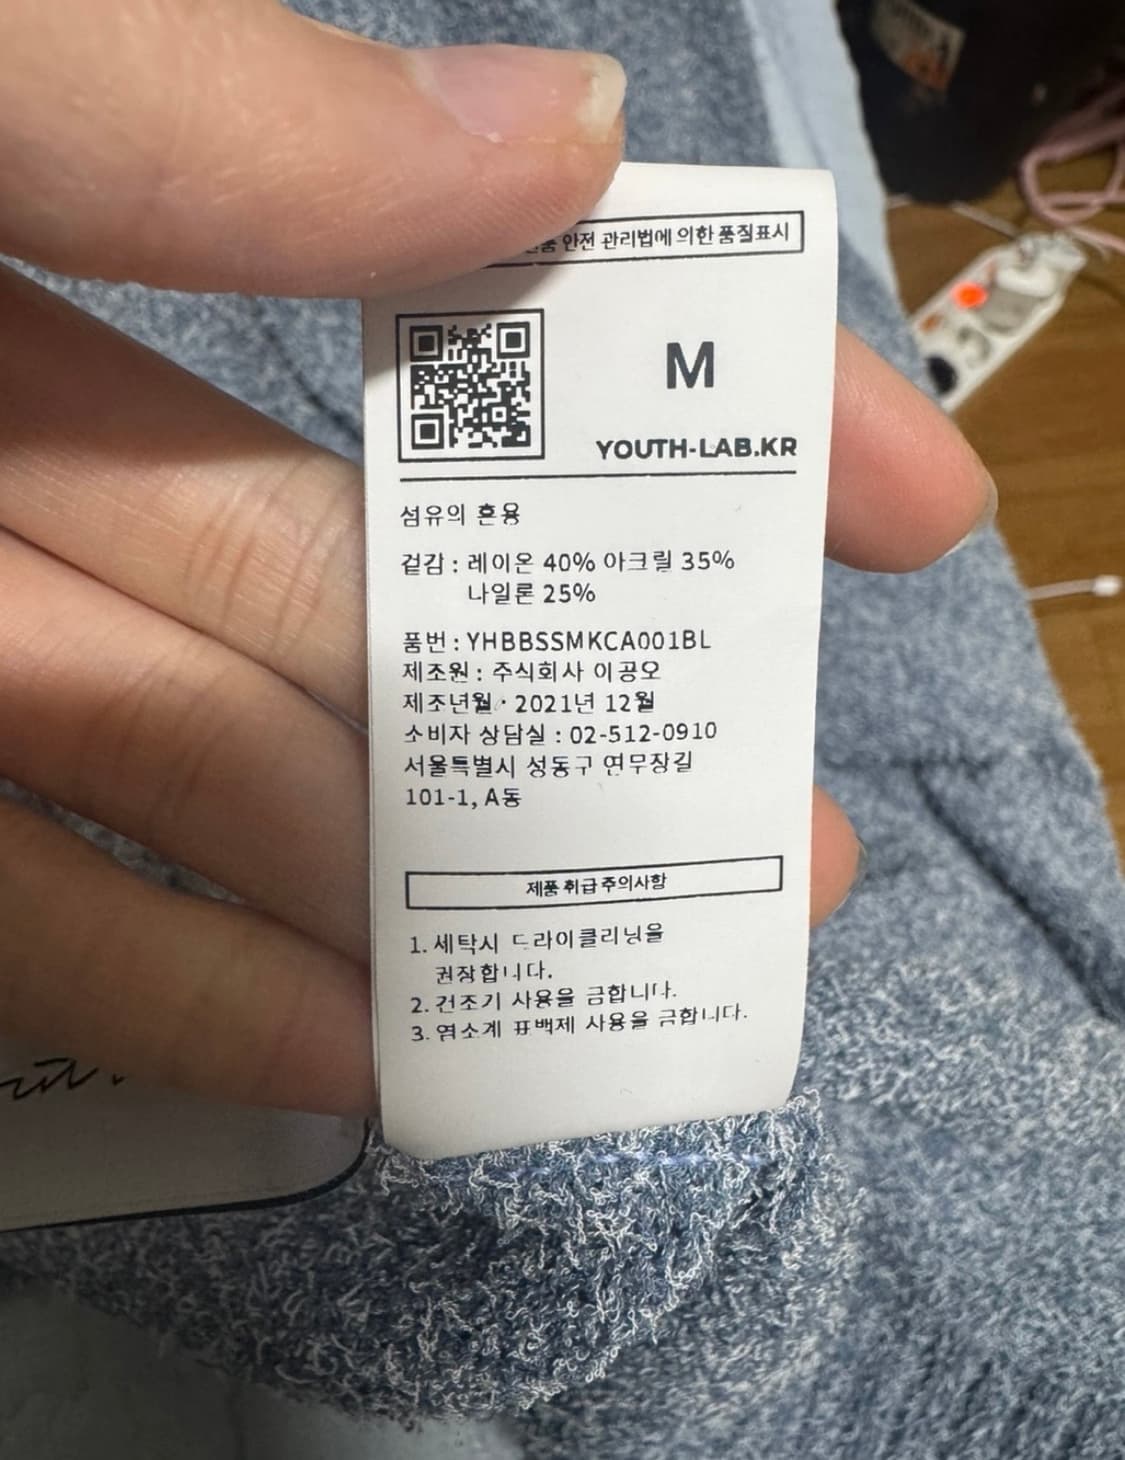 안전 관리법에 의한 품질표시
M
YOUTH-LAB.KR
섬유의 혼용
겉감 : 레이온 40% 아크릴 35%
나일론 25%
품번 : YHBBSSMKCA001BL
제조원 : 주식회사 이공오
제조년월 : 2021년 12월
소비자 상담실 : 02-512-0910
서울특별시 성동구 연무장길
101-1, A동
제품 취급 주의사항
1. 세탁시 드라이클리닝을
권장합니다.
2. 건조기 사용을 금합니다.
3. 염소계 표백제 사용을 금합니다.